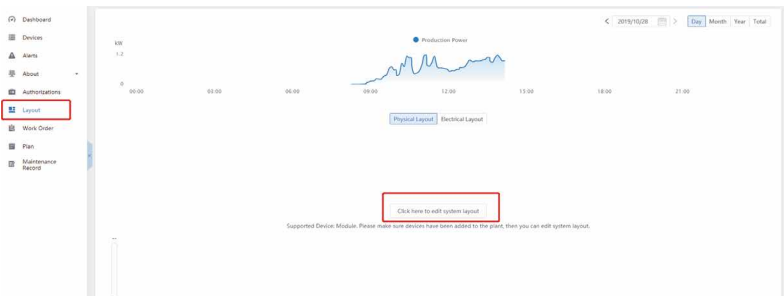 Dashboard
Devices
Alerts
About
Authorizations
Layout
Work Order
Plan
Maintenance
Record
< 2019/10/28 >
Day Month Year Total
kW
Production Power
1.2
0
00:00 03:00 06:00 09:00 12:00 15:00 18:00 21:00
Physical Layout Electrical Layout
Click here to edit system layout
Supported Device: Module. Please make sure devices have been added to the plant, then you can edit system layout.